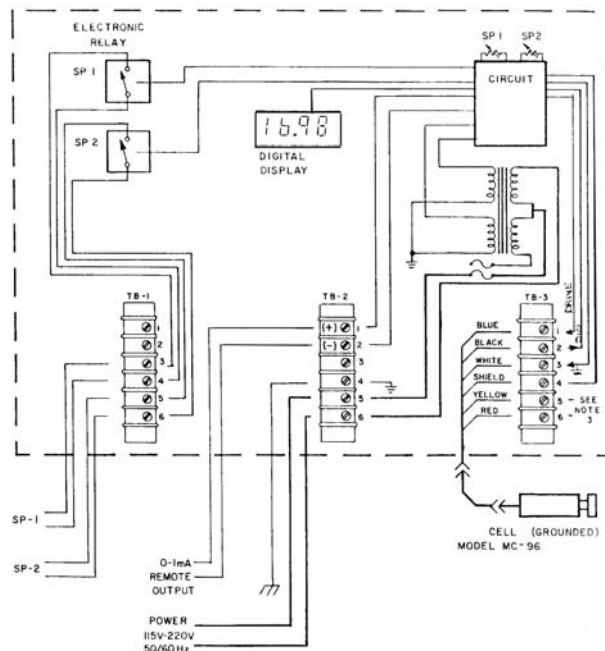 ELECTRONIC
RELAY
SP 1
SP 2
SP 1 SP 2
CIRCUIT
16.98
DIGITAL
DISPLAY
TB-1
1
2
3
4
5
6
TB-2
(+) 1
(-) 2
3
4
5
6
TB-3
DRIVE
BLUE 1
BLACK 2
WHITE 3
SHIELD 4
YELLOW 5 - SEE
RED 6 - NOTE
3
SP-1
SP-2
0-1mA
REMOTE
OUTPUT
POWER
115V-220V
50/60Hz
CELL (GROUNDED)
MODEL MC-96